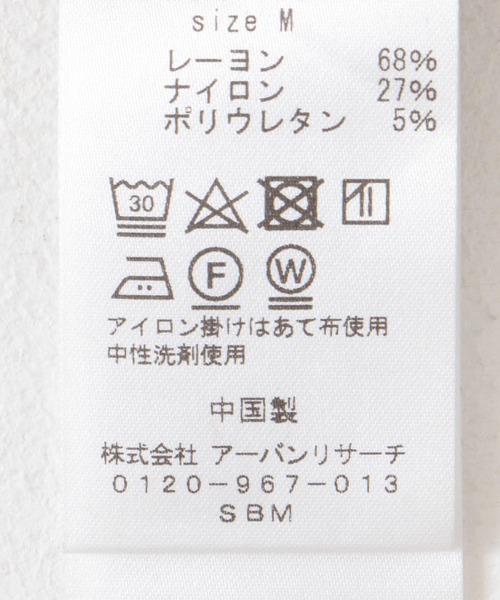 size M
レーヨン 68%
ナイロン 27%
ポリウレタン 5%
30
F W
アイロン掛けはあて布使用
中性洗剤使用
中国製
株式会社 アーバンリサーチ
0120-967-013
SBM